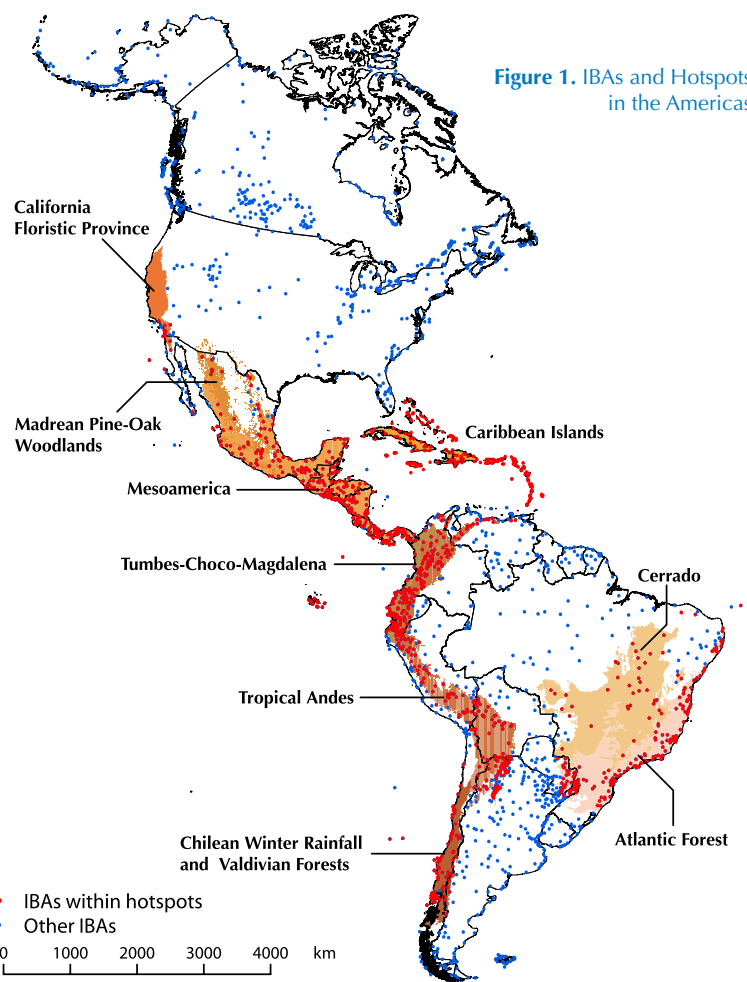 Figure 1. IBAs and Hotspots
in the Americas
California
Floristic Province
Madrean Pine-Oak
Woodlands
Caribbean Islands
Mesoamerica
Tumbes-Choco-Magdalena
Cerrado
Tropical Andes
Chilean Winter Rainfall
and Valdivian Forests
Atlantic Forest
IBAs within hotspots
Other IBAs
0 1000 2000 3000 4000 km